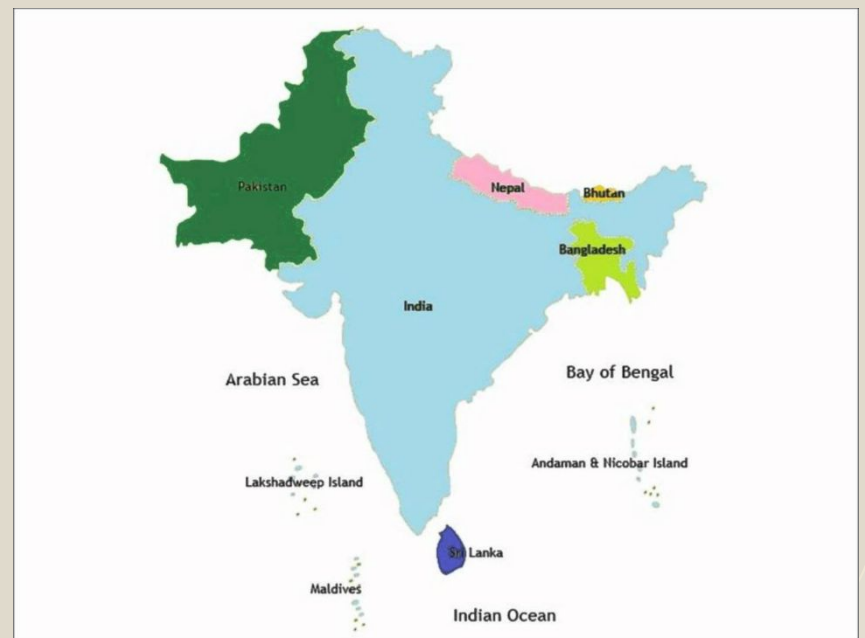 Pakistan
Nepal
Bhutan
Bangladesh
India
Arabian Sea
Bay of Bengal
Andaman & Nicobar Island
Lakshadweep Island
Sri Lanka
Maldives
Indian Ocean